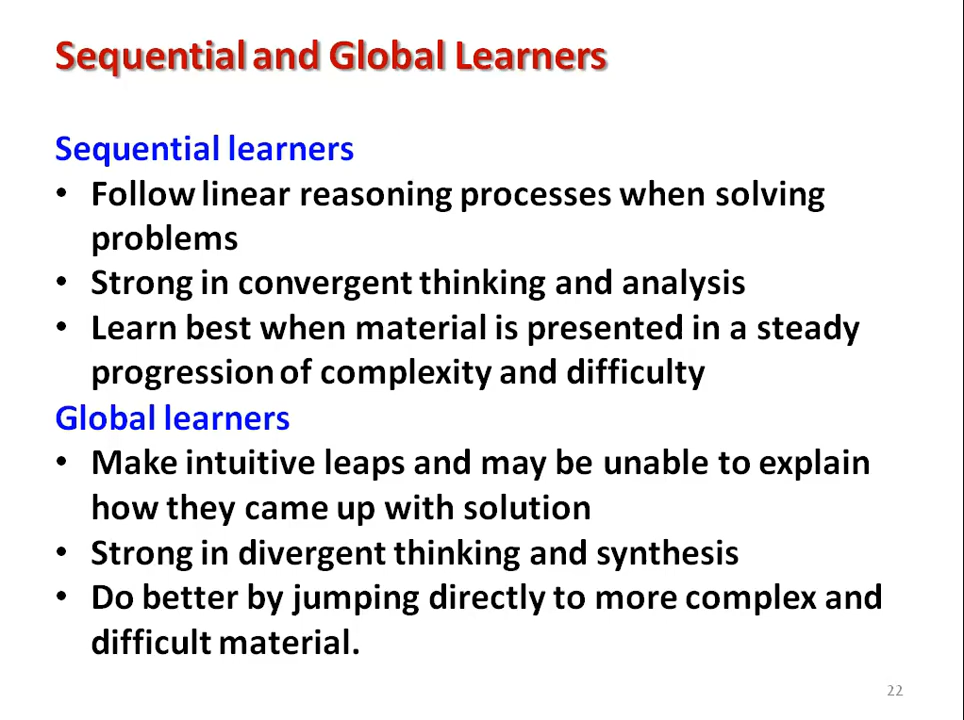 Sequential and Global Learners
Sequential learners
• Follow linear reasoning processes when solving
problems
• Strong in convergent thinking and analysis
• Learn best when material is presented in a steady
progression of complexity and difficulty
Global learners
• Make intuitive leaps and may be unable to explain
how they came up with solution
• Strong in divergent thinking and synthesis
• Do better by jumping directly to more complex and
difficult material.
22